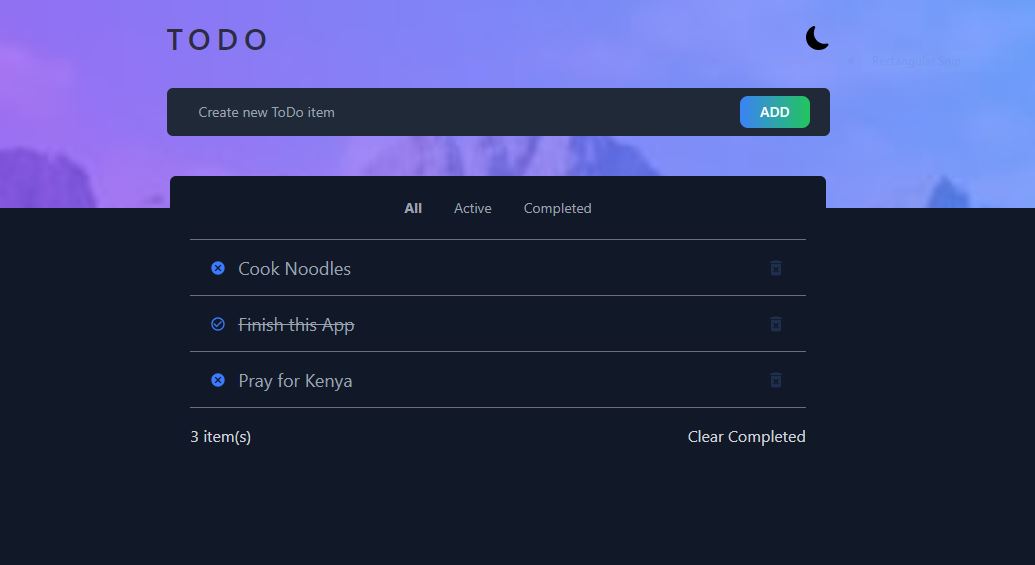 TODO
Rectangular Snip
Create new ToDo item ADD
All Active Completed
Cook Noodles
Finish this App
Pray for Kenya
3 item(s) Clear Completed